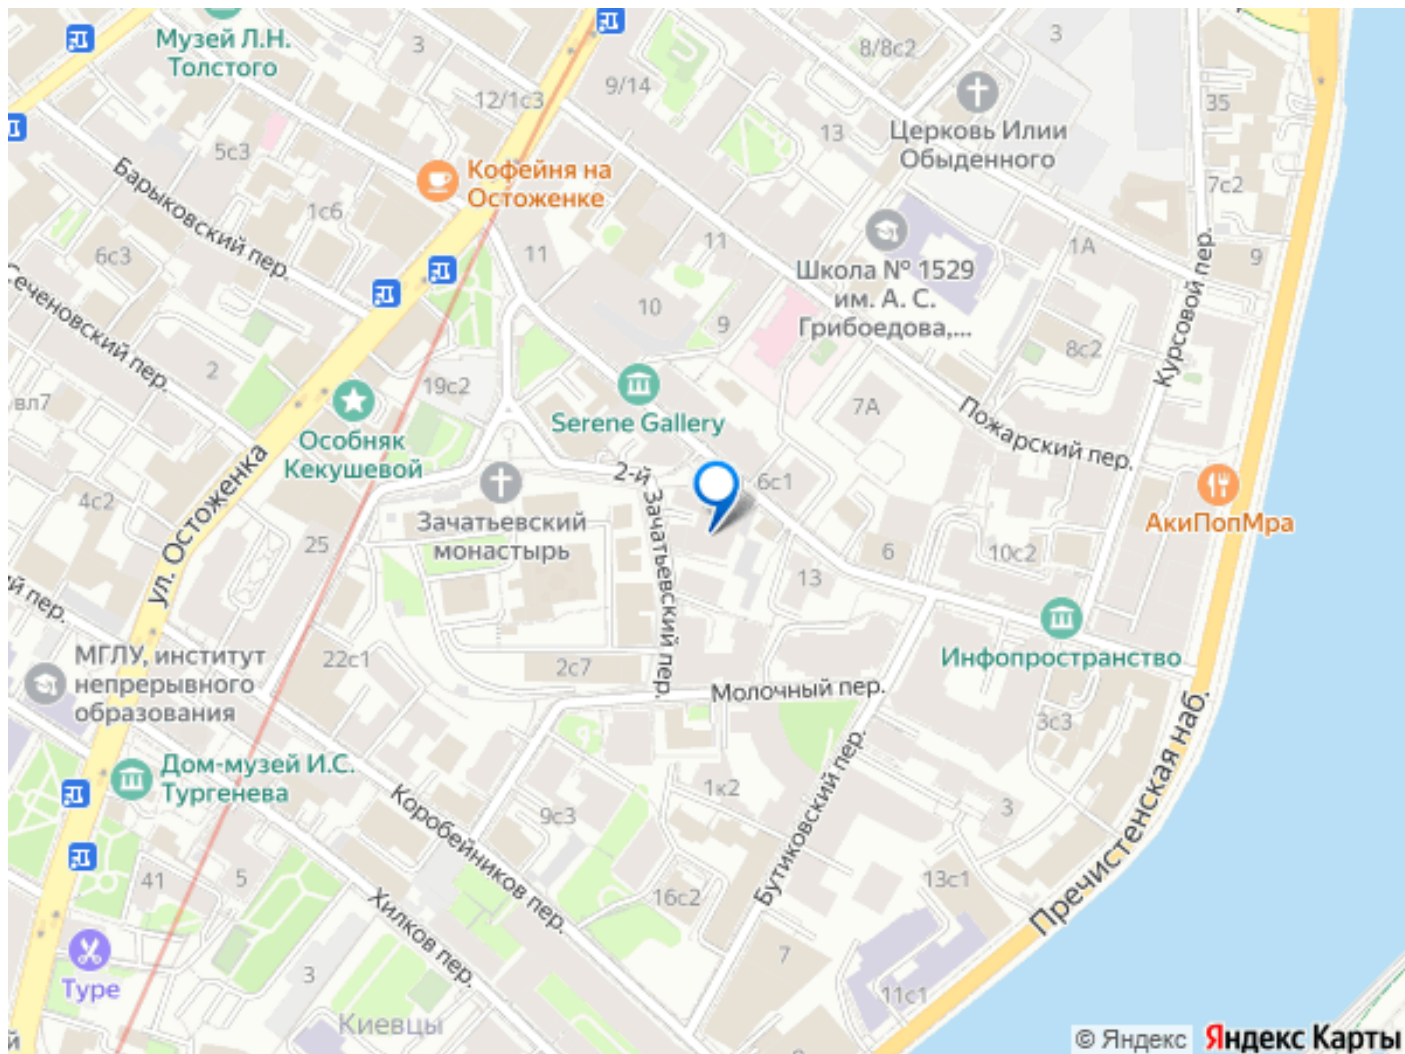 Музей Л.Н.
Толстого
3
8/8с2
3
9/14
12/1с3
35
13
Церковь Илии
Обыденного
5с3
Кофейня на
Остоженке
7с2
Барыковский пер.
1с6
11
11
1А
9
6с3
Школа № 1529
им. А. С.
Грибоедова,...
Сеченовский пер.
10
9
Курсовой пер.
8с2
2
19с2
вл7
Serene Gallery
7А
Пожарский пер.
Особняк
Кекушевой
ул. Остоженка
2-й Зачатьевский пер.
6с1
4с2
Зачатьевский
монастырь
АкиПопМра
25
6
10с2
13
й пер.
Инфопространство
МГЛУ, институт
непрерывного
образования
22с1
2с7
Молочный пер.
3с3
Пречистенская наб.
Дом-музей И.С.
Тургенева
Бутиковский пер.
1к2
9с3
3
Коробейников пер.
41
5
13с1
16с2
Хилков пер.
7
3
Type
11с1
Киевцы
й
© Яндекс
Яндекс Карты